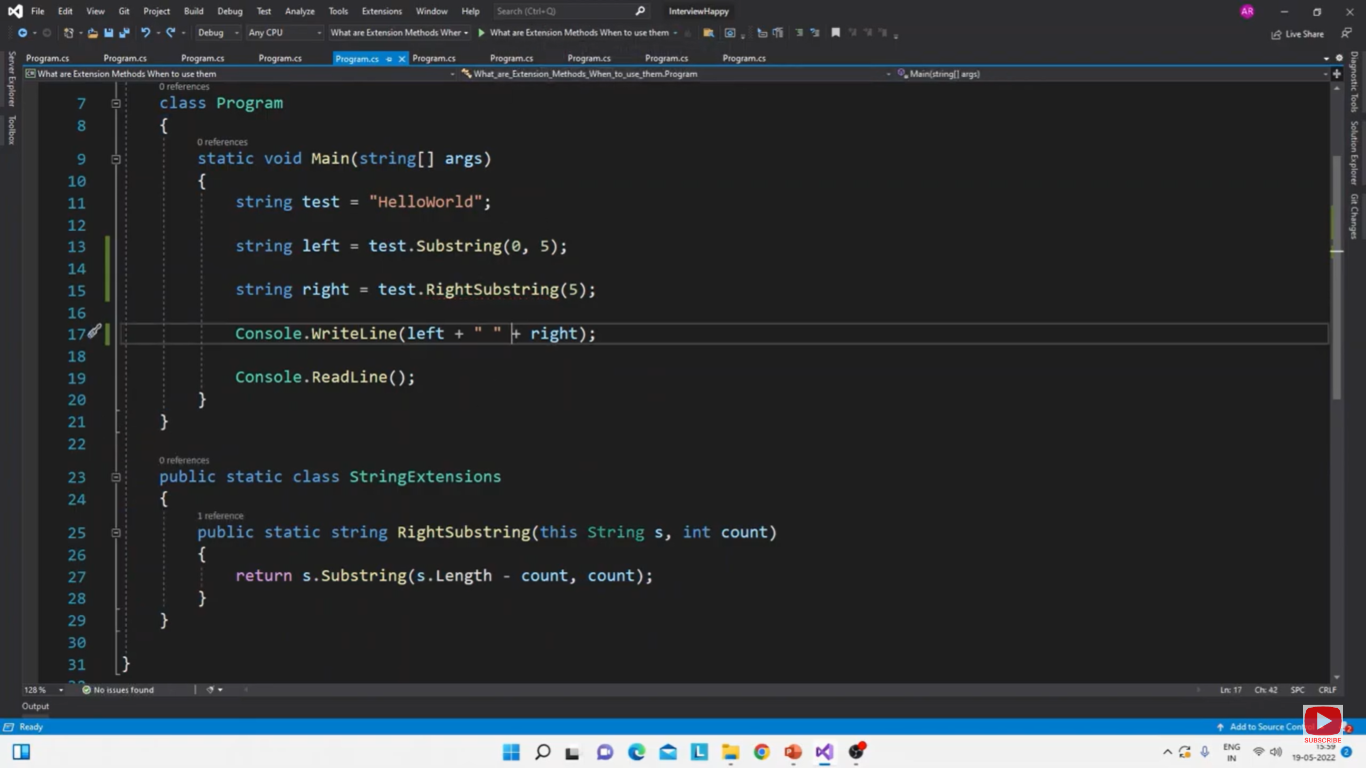 File Edit View Git Project Build Debug Test Analyze Tools Extensions Window Help Search (Ctrl+Q) InterviewHappy AR
Debug Any CPU What are Extension Methods Wher What are Extension Methods When to use them Live Share
Program.cs Program.cs Program.cs Program.cs Program.cs Program.cs Program.cs Program.cs Program.cs Program.cs
What are Extension Methods When to use them What_are_Extension_Methods_When_to_use_them.Program Main(string[] args)
Server Explorer
Toolbox
Diagnostic Tools
Solution Explorer
Git Changes
0 references
7 class Program
8 {
0 references
9 static void Main(string[] args)
10 {
11 string test = "HelloWorld";
12
13 string left = test.Substring(0, 5);
14
15 string right = test.RightSubstring(5);
16
17 Console.WriteLine(left + " " + right);
18
19 Console.ReadLine();
20 }
21 }
22
0 references
23 public static class StringExtensions
24 {
1 reference
25 public static string RightSubstring(this String s, int count)
26 {
27 return s.Substring(s.Length - count, count);
28 }
29 }
30
31 }
128 % No issues found Ln: 17 Ch: 42 SPC CRLF
Output
Ready Add to Source Control 2
SUBSCRIBE
ENG
IN
15:59
19-05-2022
2